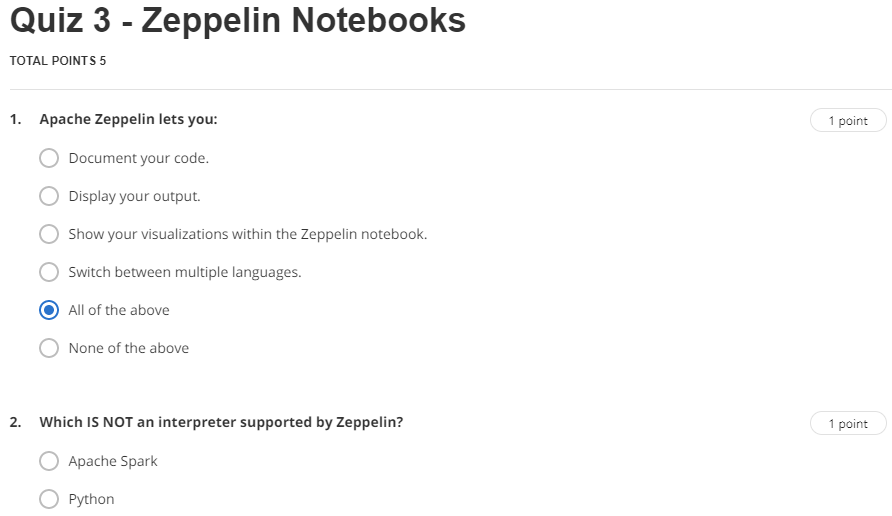 Quiz 3 - Zeppelin Notebooks
TOTAL POINTS 5
1. Apache Zeppelin lets you: 1 point
Document your code.
Display your output.
Show your visualizations within the Zeppelin notebook.
Switch between multiple languages.
All of the above
None of the above
2. Which IS NOT an interpreter supported by Zeppelin? 1 point
Apache Spark
Python